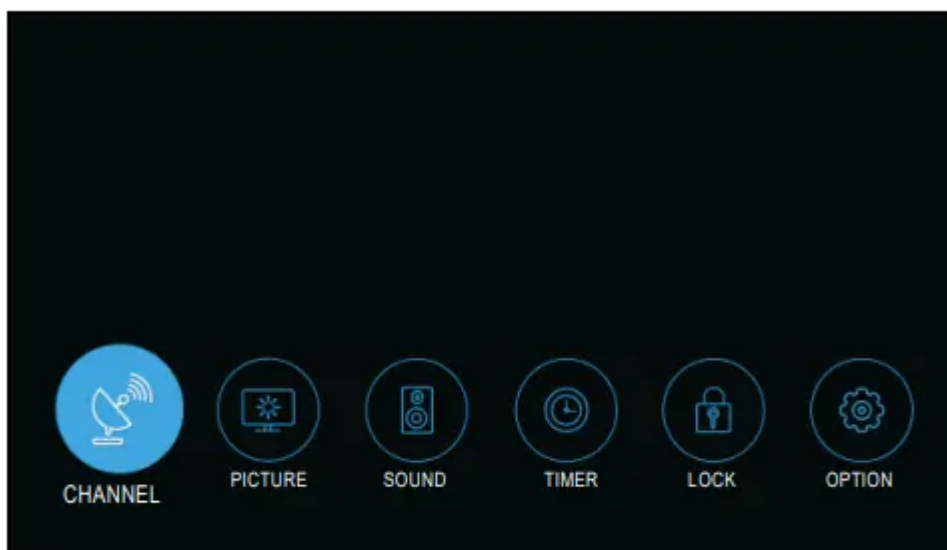 CHANNEL
PICTURE
SOUND
TIMER
LOCK
OPTION